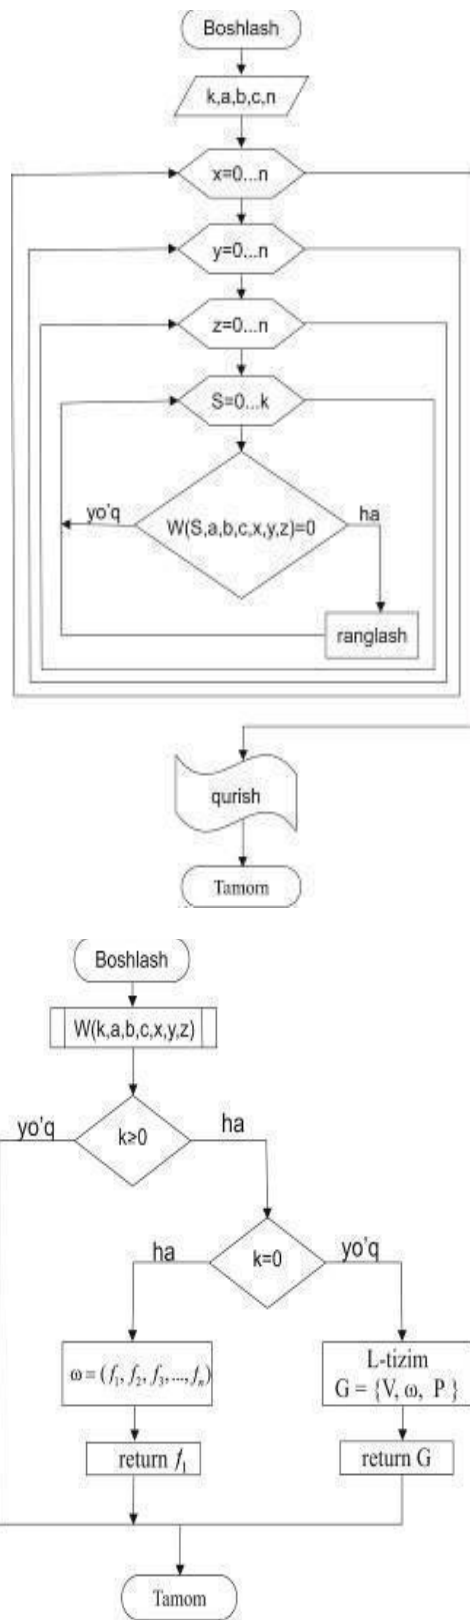 Boshlash
k,a,b,c,n
x=0...n
y=0...n
z=0...n
S=0...k
yo'q
W(S,a,b,c,x,y,z)=0
ha
ranglash
qurish
Tamom
Boshlash
W(k,a,b,c,x,y,z)
yo'q
k≥0
ha
ha
k=0
yo'q
ω = (f₁, f₂, f₃, ..., fₙ)
L-tizim
G = {V, ω, P }
return f₁
return G
Tamom